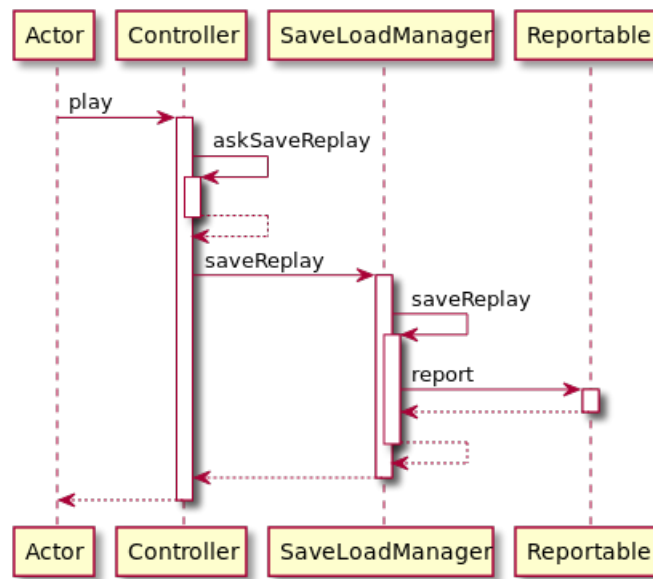 Actor Controller SaveLoadManager Reportable
play
askSaveReplay
saveReplay
saveReplay
report
Actor Controller SaveLoadManager Reportable